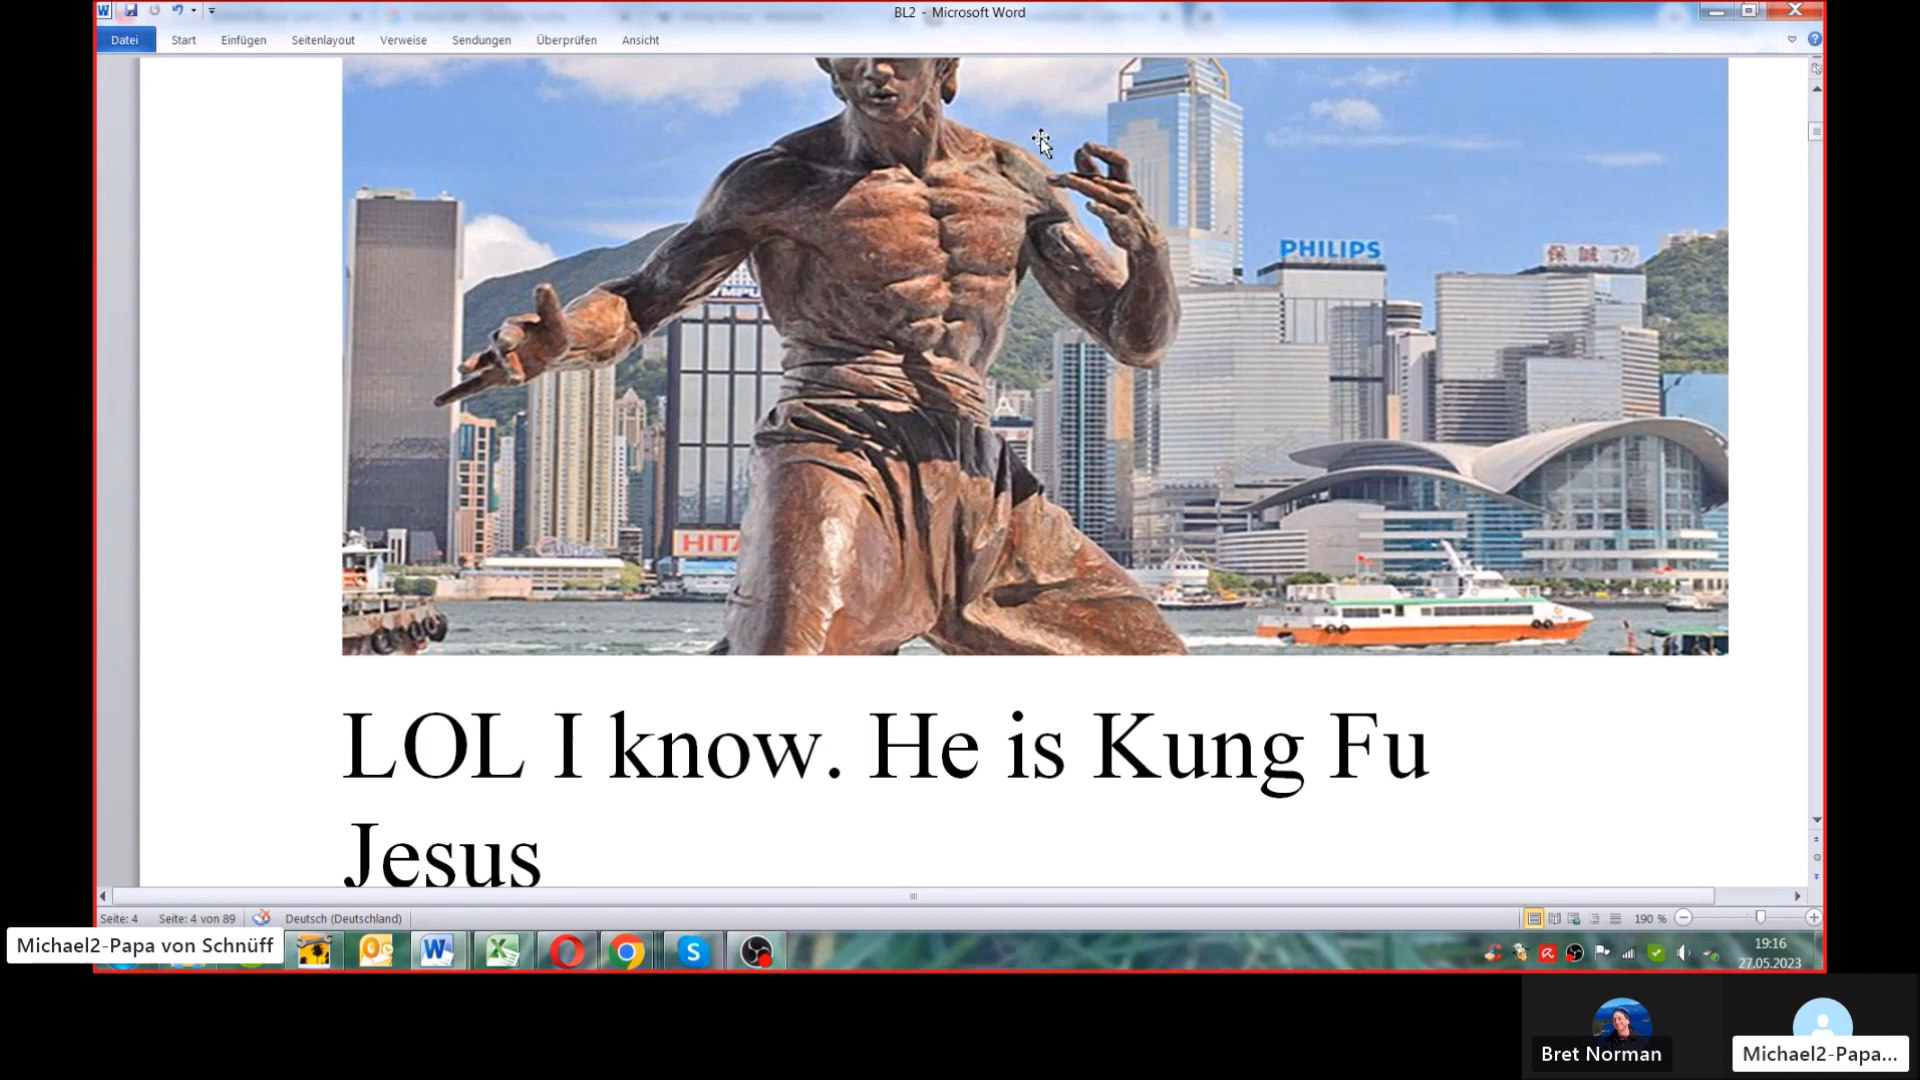 BL2 - Microsoft Word
Datei Start Einfügen Seitenlayout Verweise Sendungen Überprüfen Ansicht
PHILIPS
HITA
LOL I know. He is Kung Fu
Jesus
Seite: 4 Seite: 4 von 89 Deutsch (Deutschland) 190 %
Michael2-Papa von Schnüff
19:16
27.05.2023
Bret Norman Michael2-Papa...